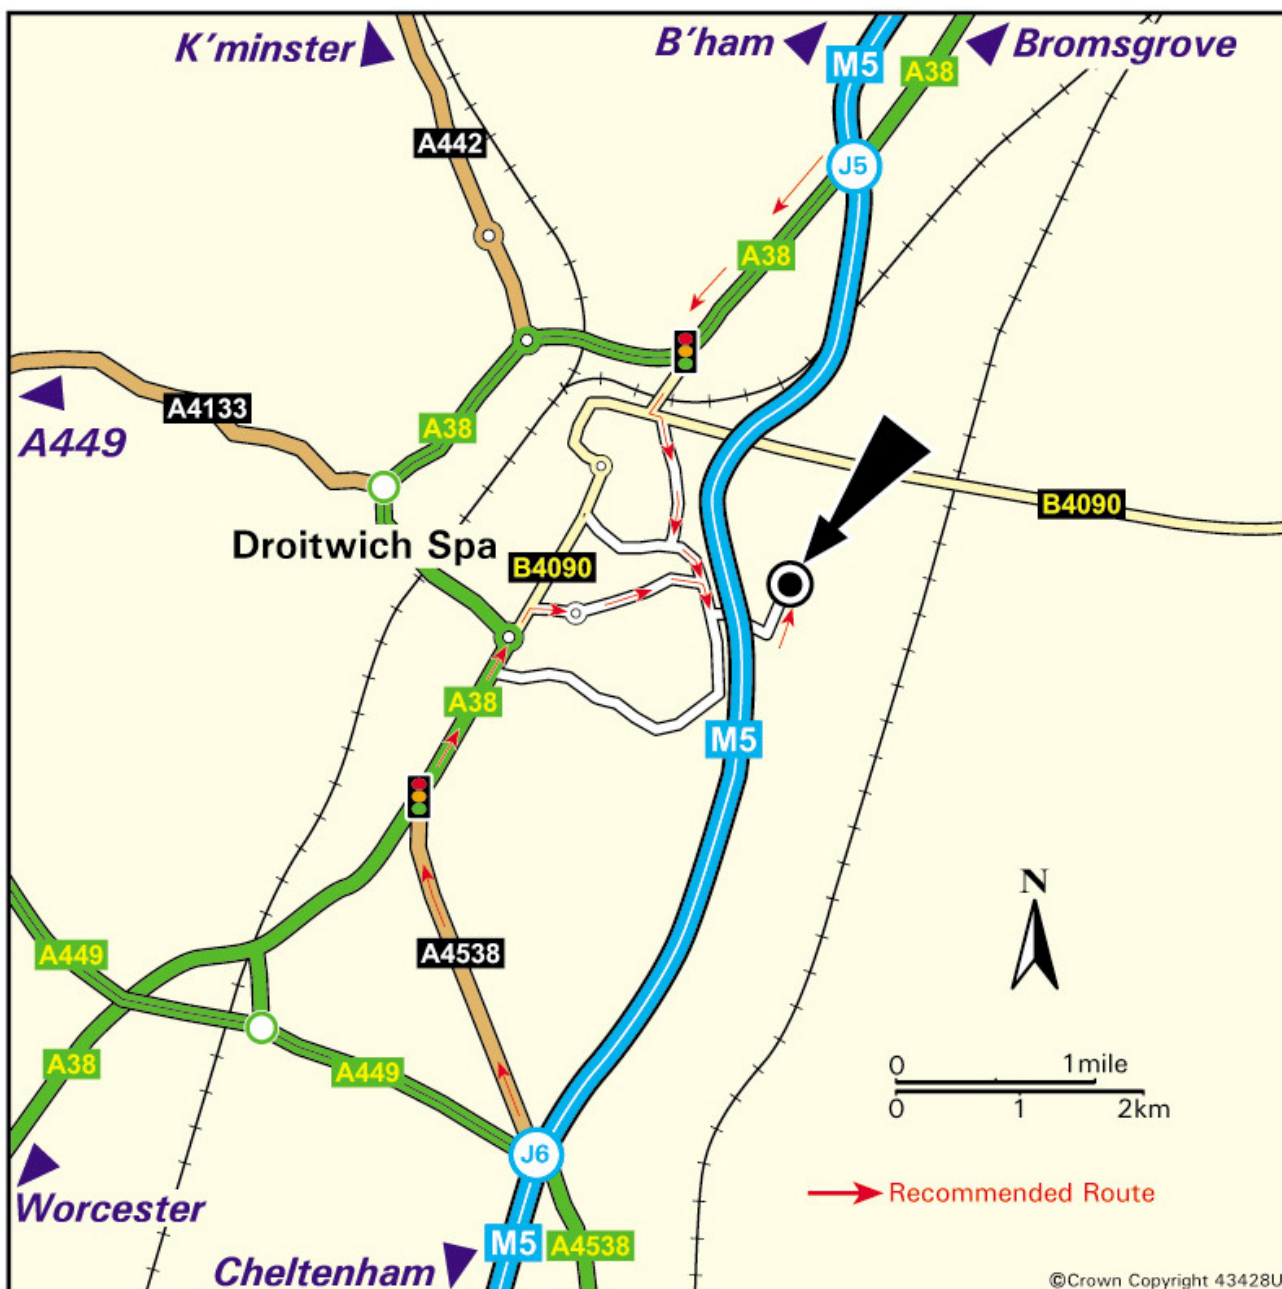 K'minster
B'ham
Bromsgrove
M5
A38
A442
J5
A38
A4133
A449
A38
B4090
Droitwich Spa
B4090
A38
M5
N
A449
A4538
0 1mile
A38
A449
0 1 2km
J6
Recommended Route
Worcester
M5
A4538
Cheltenham
©Crown Copyright 43428U